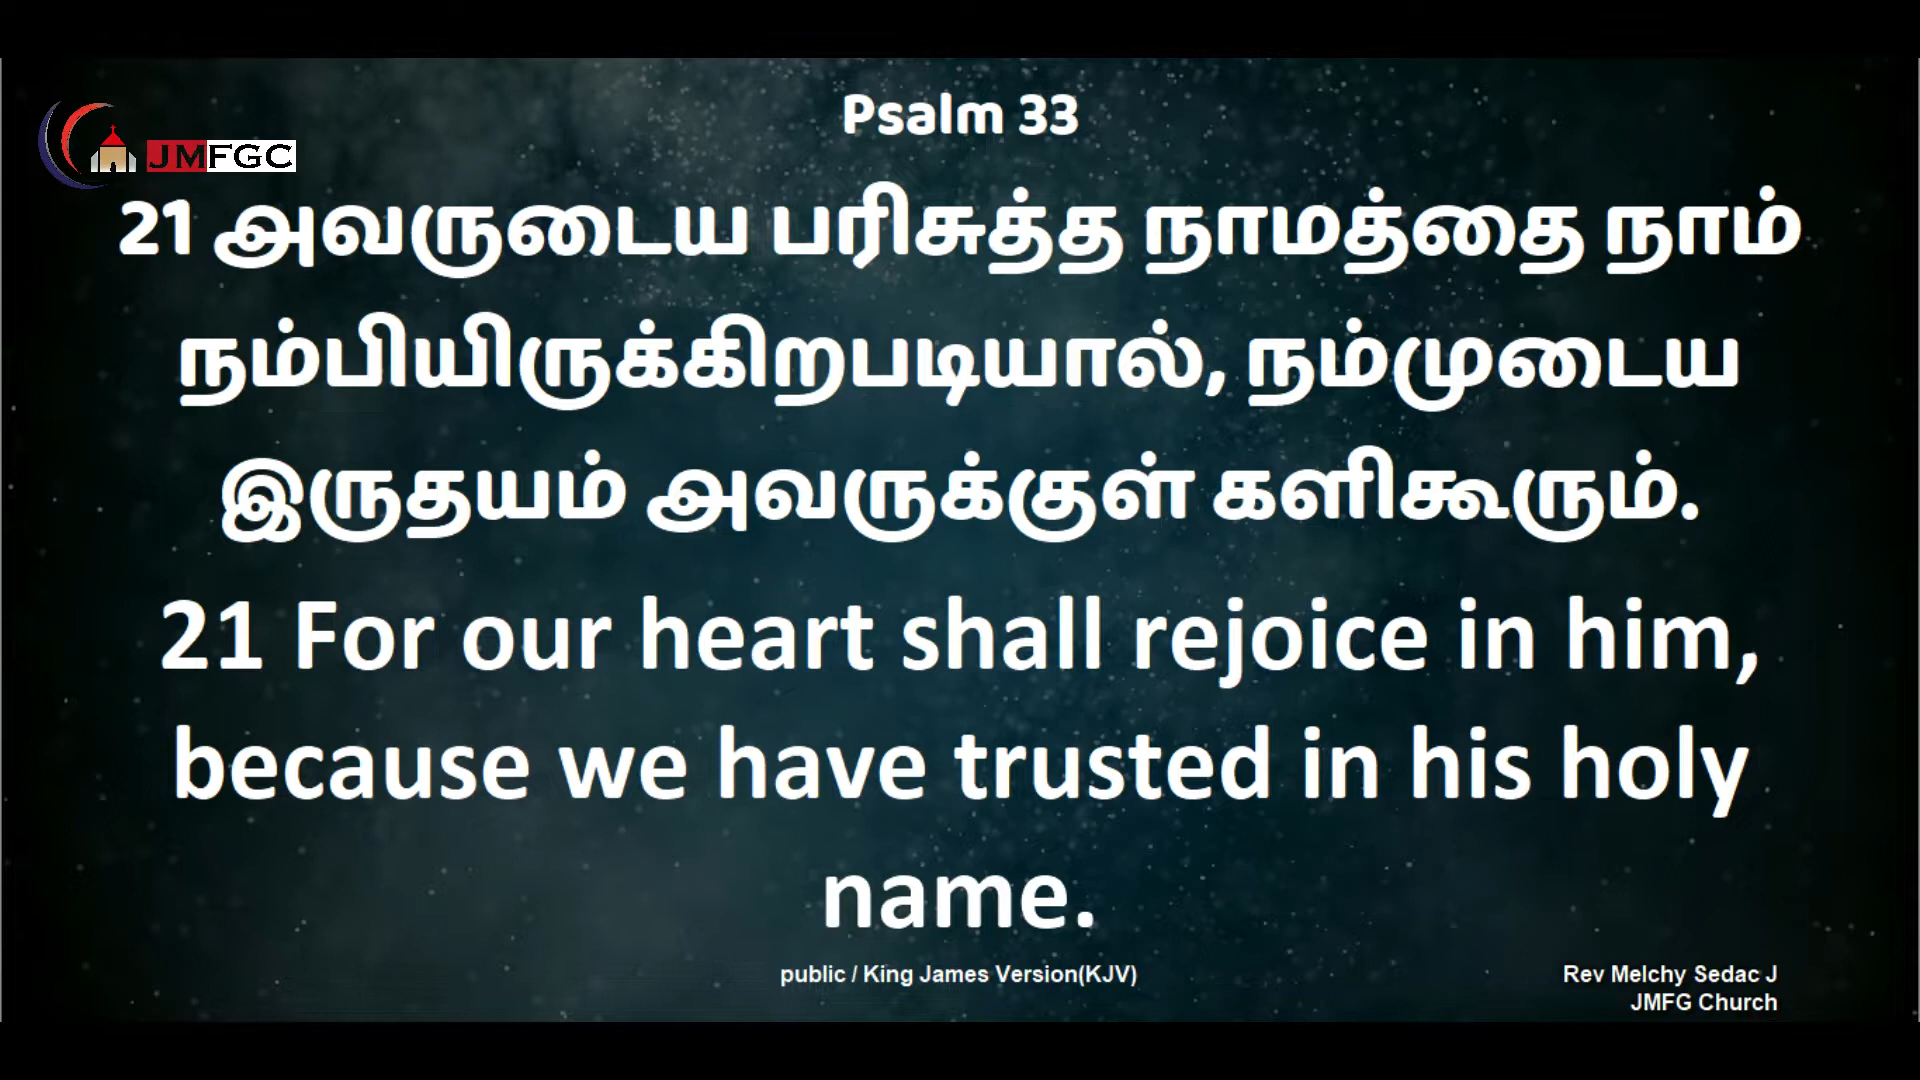 Psalm 33
JMFGC
21 அவருடைய பரிசுத்த நாமத்தை நாம்
நம்பியிருக்கிறபடியால், நம்முடைய
இருதயம் அவருக்குள் களிகூரும்.
21 For our heart shall rejoice in him,
because we have trusted in his holy
name.
public / King James Version(KJV)
Rev Melchy Sedac J
JMFG Church